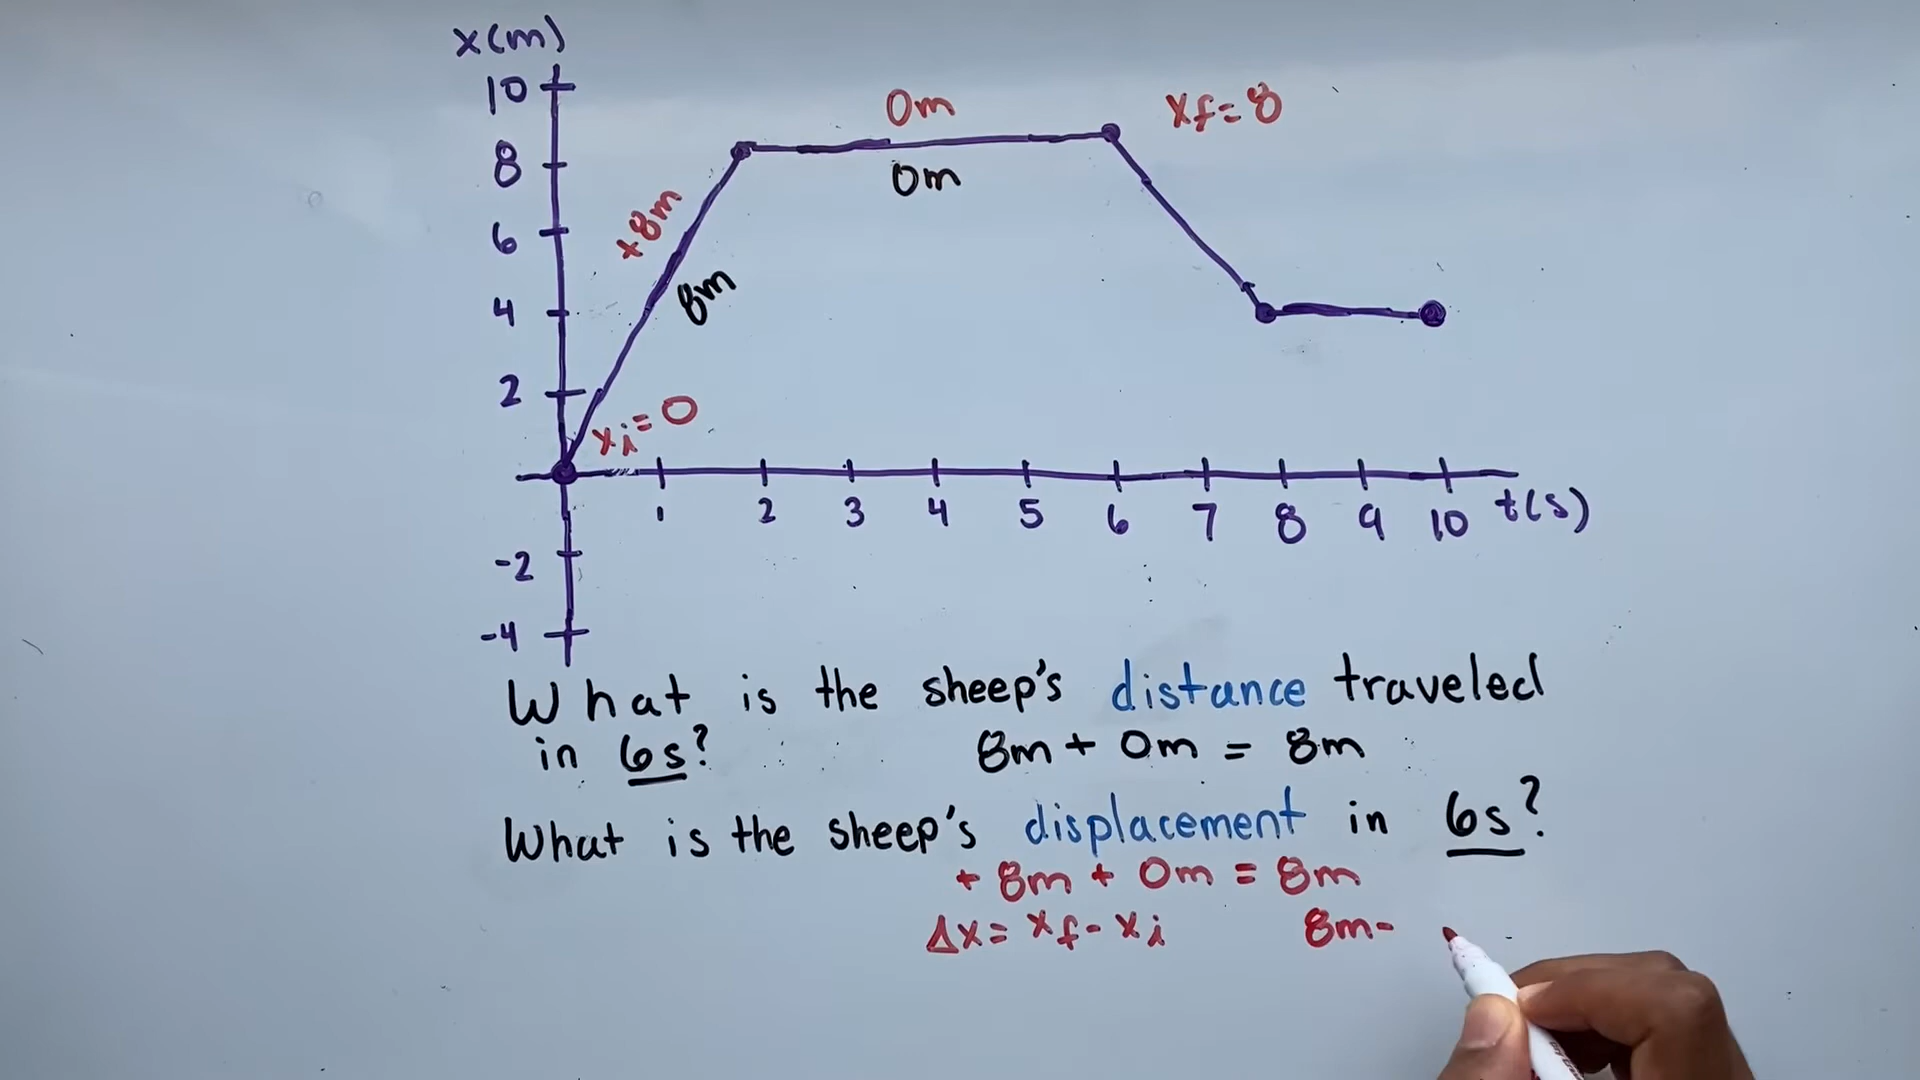 x(m)
10
0m
xf=8
8
0m
+8m
6
8m
4
2
xi=0
1 2 3 4 5 6 7 8 9 10 t(s)
-2
-4
What is the sheep's distance traveled
in 6s? 8m + 0m = 8m
What is the sheep's displacement in 6s?
+8m + 0m = 8m
Δx= xf - xi 8m-